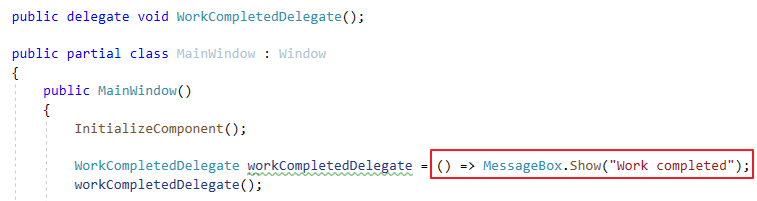 public delegate void WorkCompletedDelegate();
public partial class MainWindow : Window
{
public MainWindow()
{
InitializeComponent();
WorkCompletedDelegate workCompletedDelegate = () => MessageBox.Show("Work completed");
workCompletedDelegate();